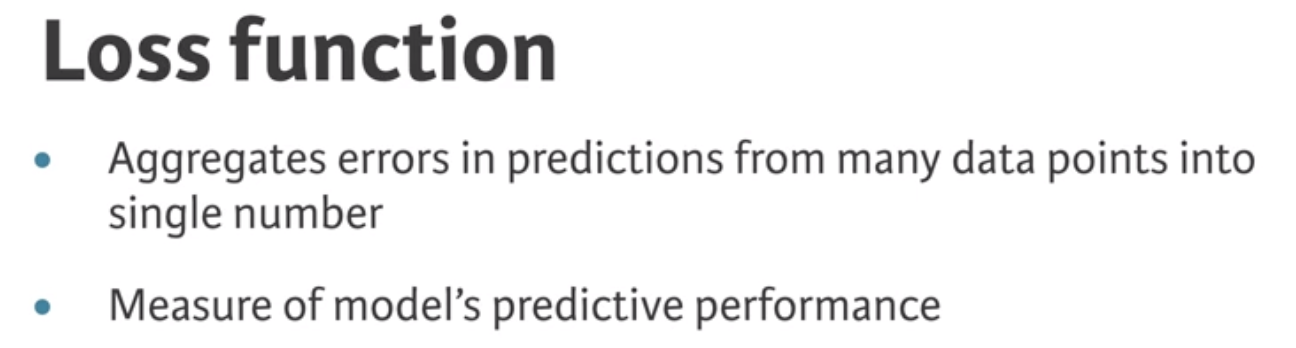 Loss function
• Aggregates errors in predictions from many data points into
single number
• Measure of model’s predictive performance